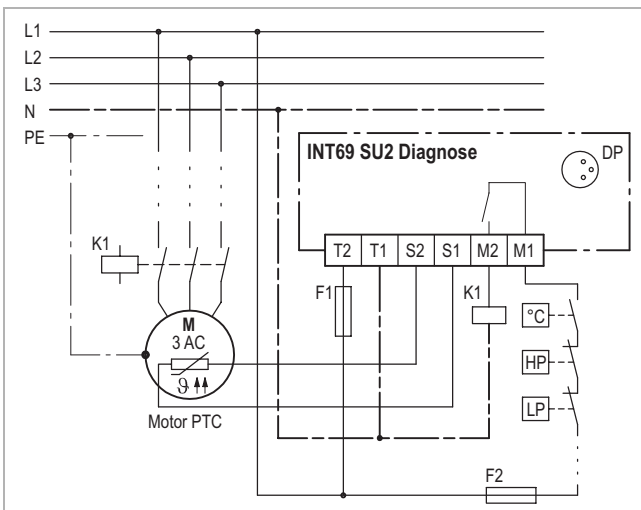 L1
L2
L3
N
PE
INT69 SU2 Diagnose
DP
T2 T1 S2 S1 M2 M1
K1
F1
K1
°C
HP
LP
M
3 AC
ϑ
Motor PTC
F2